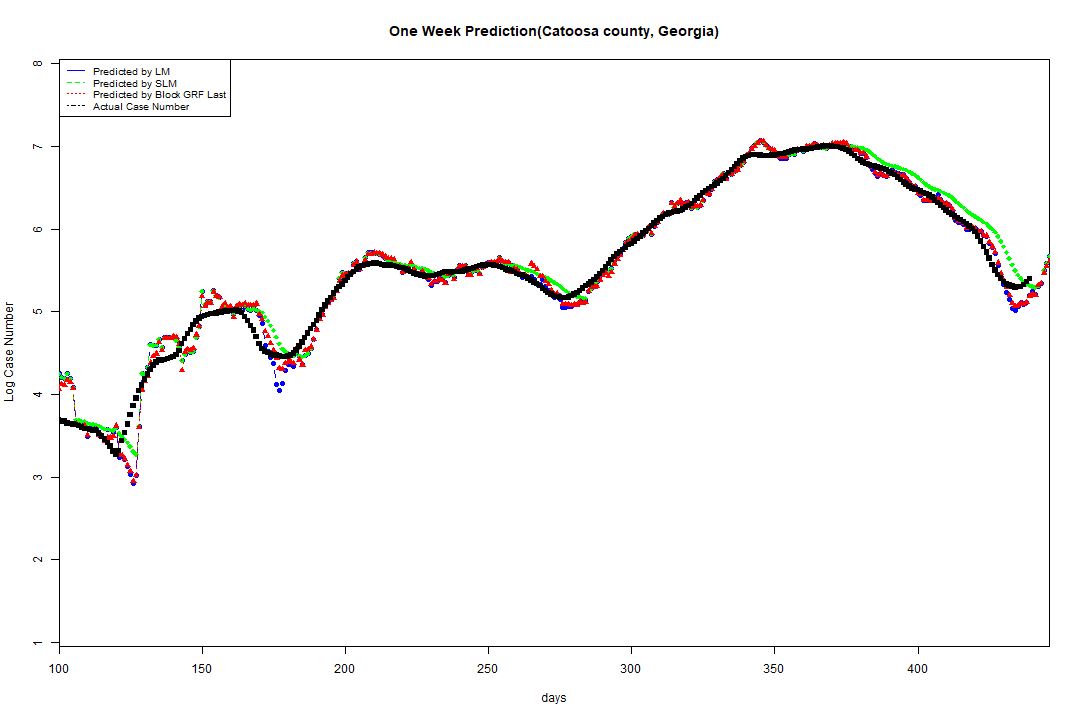 One Week Prediction(Catoosa county, Georgia)
Predicted by LM
Predicted by SLM
Predicted by Block GRF Last
Actual Case Number
8
7
6
5
4
3
2
1
Log Case Number
100 150 200 250 300 350 400
days